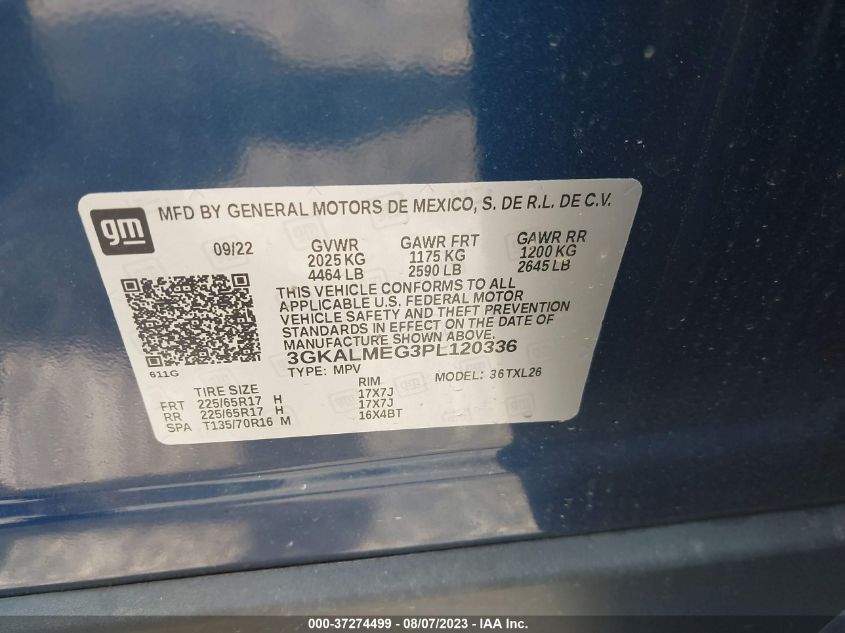 gm
MFD BY GENERAL MOTORS DE MEXICO, S. DE R.L. DE C.V.
09/22 GVWR GAWR FRT GAWR RR
2025 KG 1175 KG 1200 KG
4464 LB 2590 LB 2645 LB
THIS VEHICLE CONFORMS TO ALL
APPLICABLE U.S. FEDERAL MOTOR
VEHICLE SAFETY AND THEFT PREVENTION
STANDARDS IN EFFECT ON THE DATE OF
MANUFACTURE SHOWN ABOVE.
3GKALMEG3PL120336
611G TYPE: MPV MODEL: 36TXL26
TIRE SIZE RIM
FRT 225/65R17 H 17X7J
RR 225/65R17 H 17X7J
SPA T135/70R16 M 16X4BT
000-37274499 - 08/07/2023 - IAA Inc.